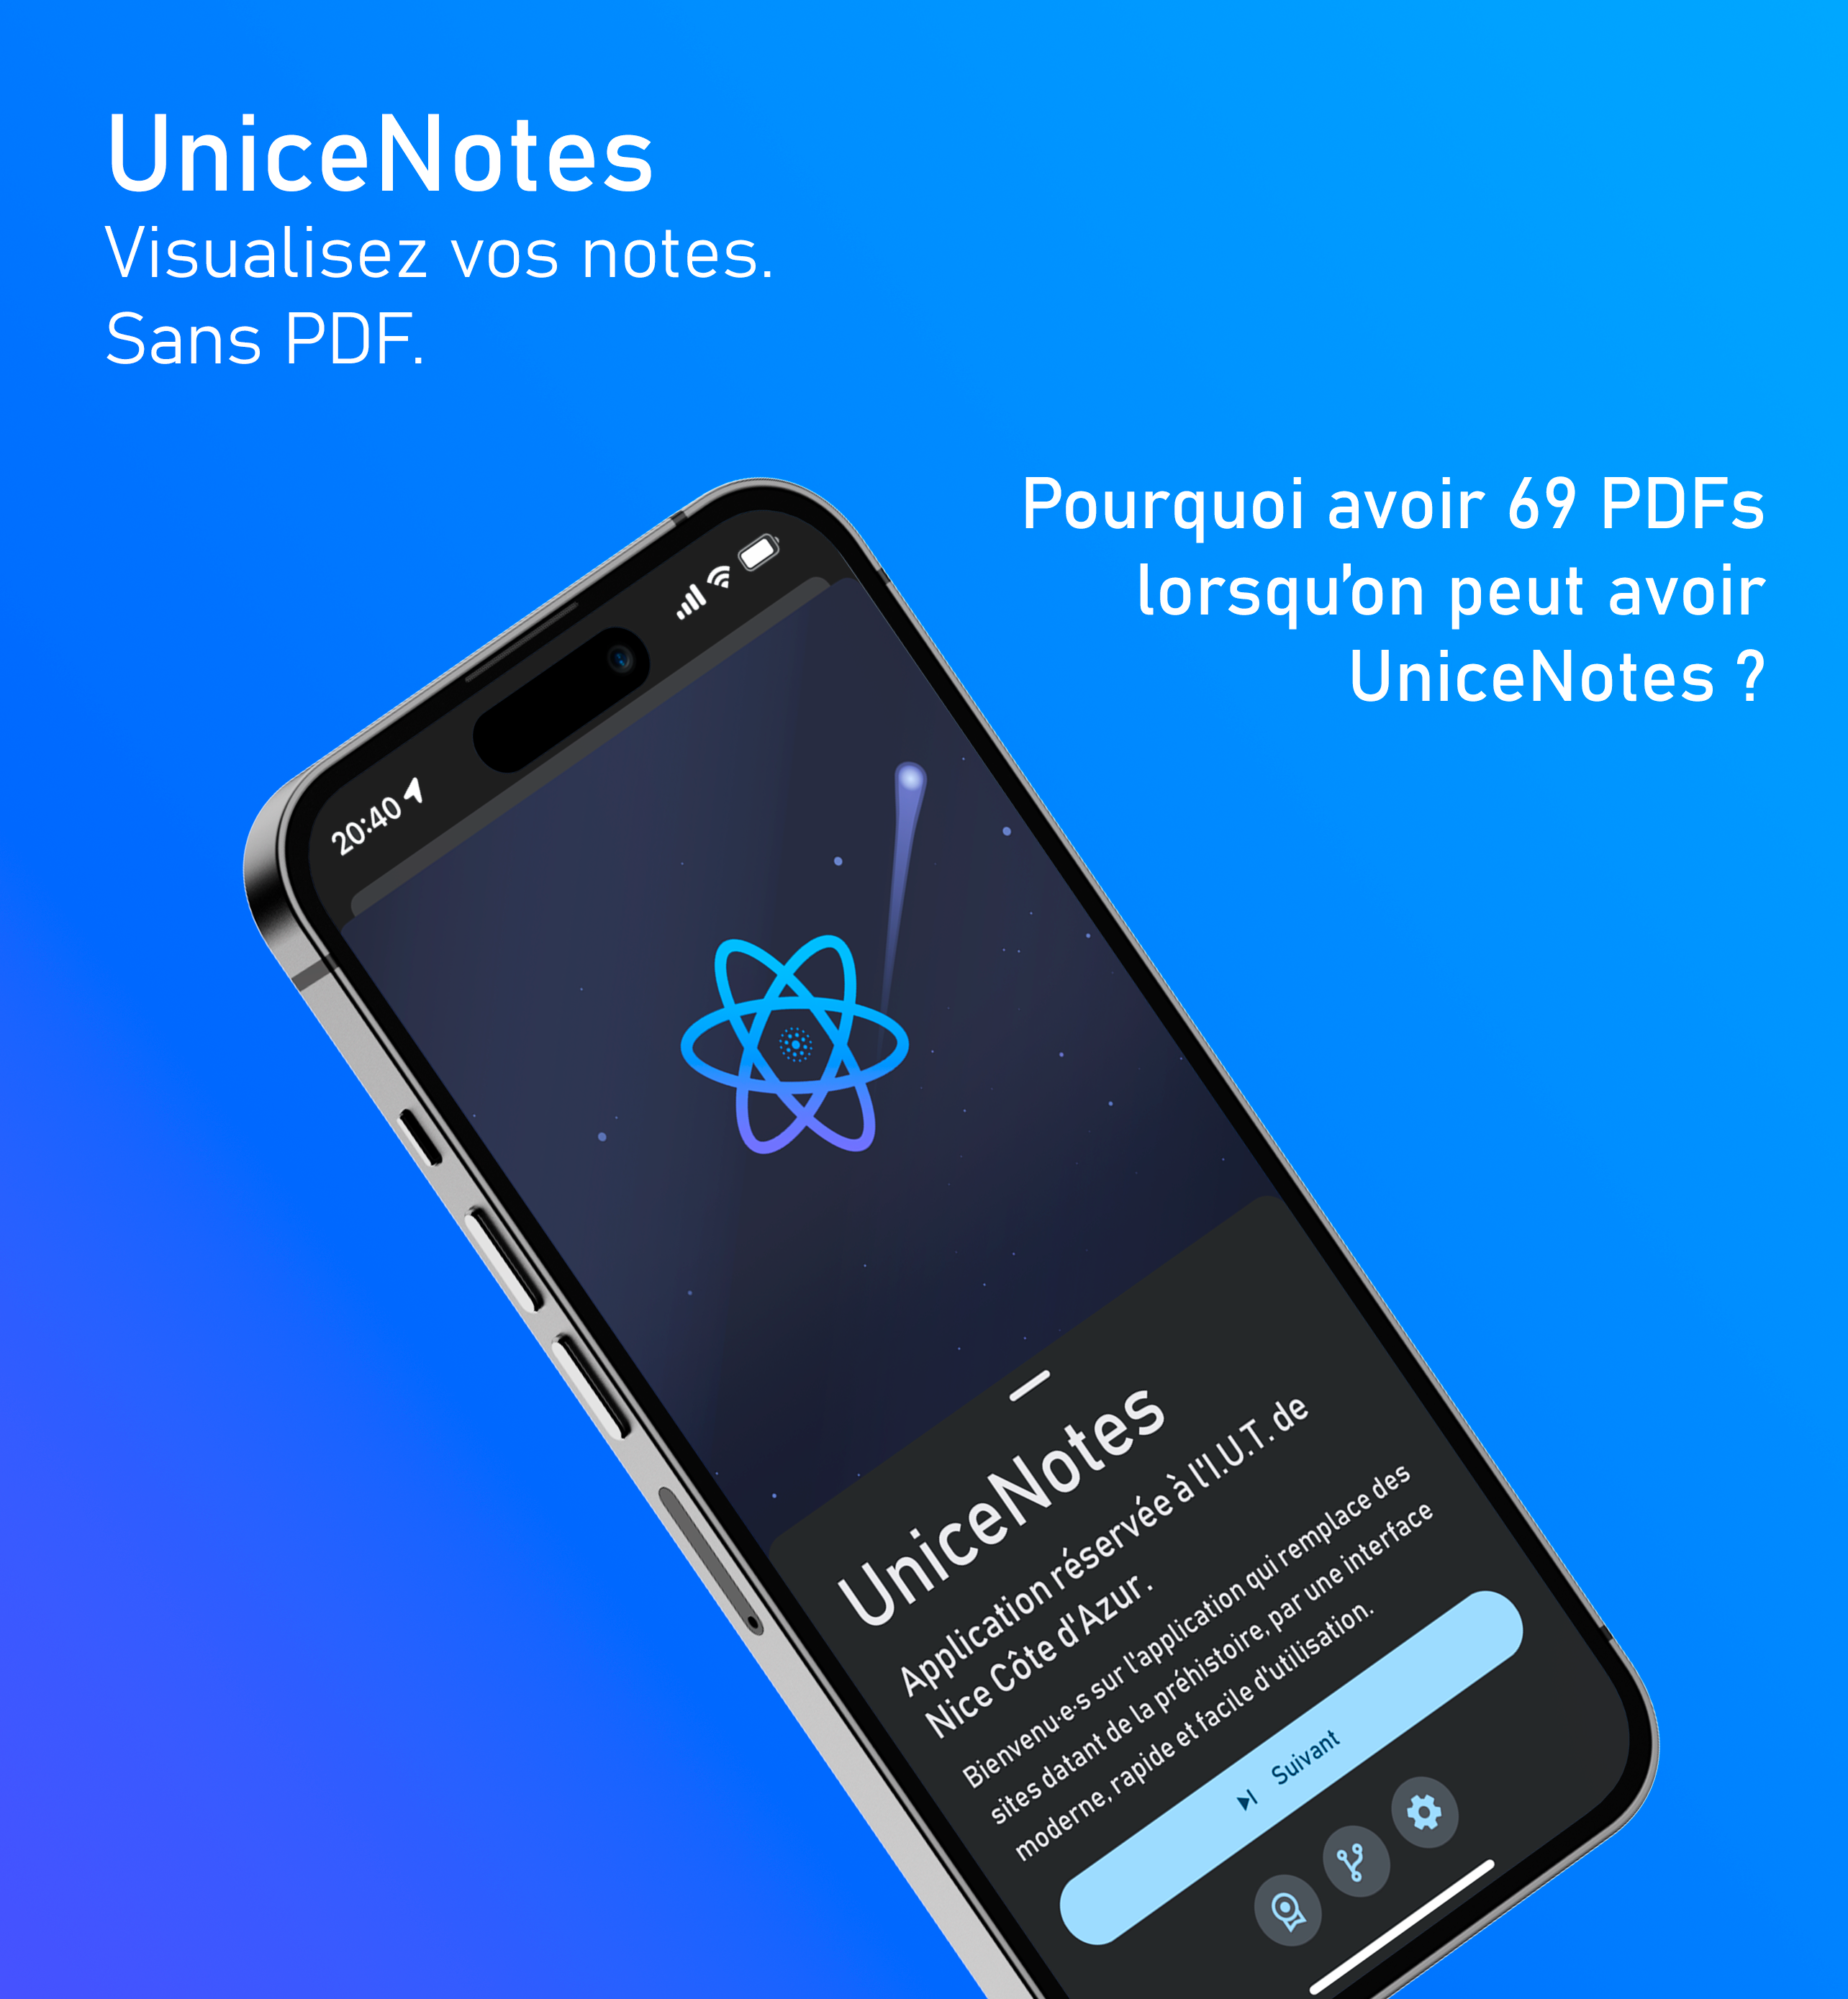 UniceNotes
Visualisez vos notes.
Sans PDF.
Pourquoi avoir 69 PDFs
lorsqu’on peut avoir
UniceNotes ?
20:40
UniceNotes
Application réservée à l'I.U.T. de
Nice Côte d'Azur.
Bienvenu·e·s sur l'application qui remplace des
sites datant de la préhistoire, par une interface
moderne, rapide et facile d'utilisation.
Suivant